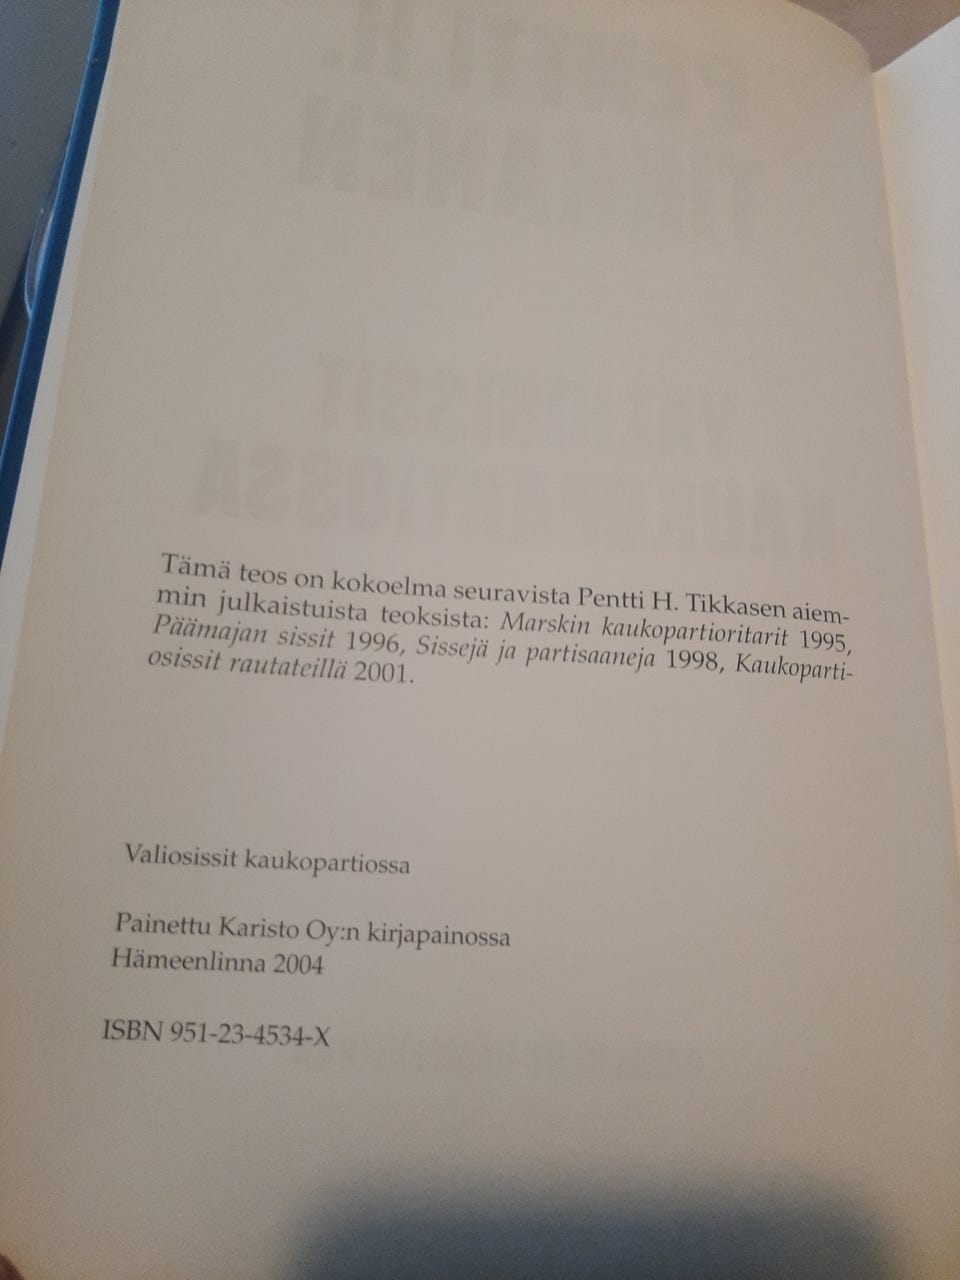 Tämä teos on kokoelma seuravista Pentti H. Tikkasen aiem-
min julkaistuista teoksista: Marskin kaukopartioritarit 1995,
Päämajan sissit 1996, Sissejä ja partisaaneja 1998, Kaukoparti-
osissit rautateillä 2001.
Valiosissit kaukopartiossa
Painettu Karisto Oy:n kirjapainossa
Hämeenlinna 2004
ISBN 951-23-4534-X